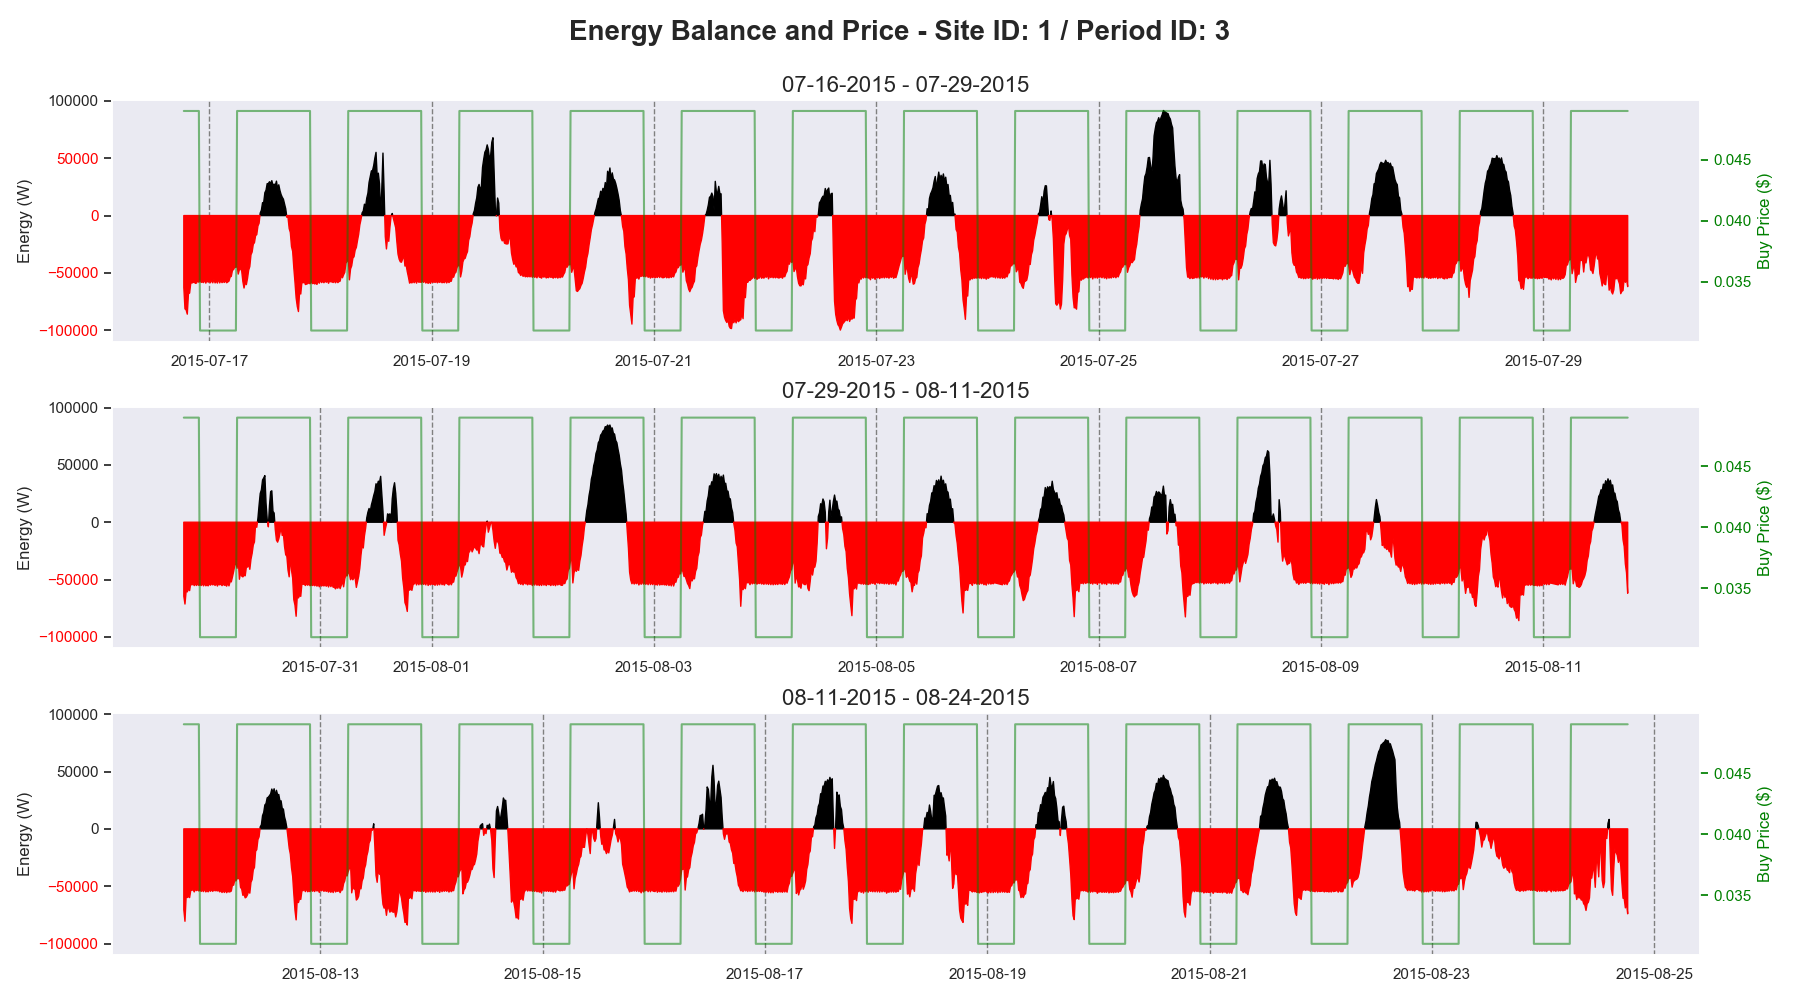 Energy Balance and Price - Site ID: 1 / Period ID: 3
07-16-2015 - 07-29-2015
100000
50000
0
−50000
−100000
Energy (W)
0.045
0.040
0.035
Buy Price ($)
2015-07-17 2015-07-19 2015-07-21 2015-07-23 2015-07-25 2015-07-27 2015-07-29
07-29-2015 - 08-11-2015
100000
50000
0
−50000
−100000
Energy (W)
0.045
0.040
0.035
Buy Price ($)
2015-07-31 2015-08-01 2015-08-03 2015-08-05 2015-08-07 2015-08-09 2015-08-11
08-11-2015 - 08-24-2015
100000
50000
0
−50000
−100000
Energy (W)
0.045
0.040
0.035
Buy Price ($)
2015-08-13 2015-08-15 2015-08-17 2015-08-19 2015-08-21 2015-08-23 2015-08-25